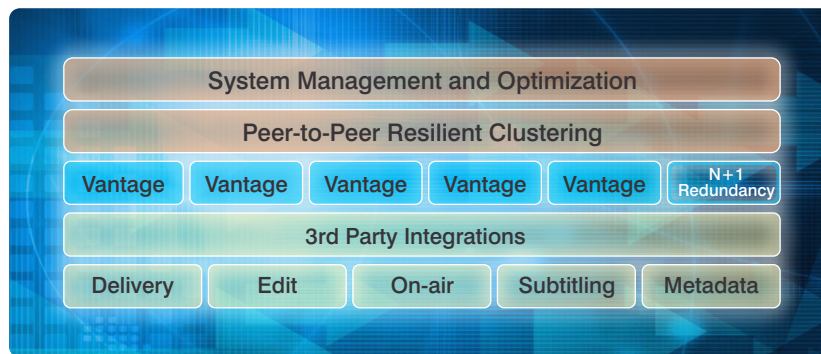 System Management and Optimization
Peer-to-Peer Resilient Clustering
Vantage
Vantage
Vantage
Vantage
Vantage
N+1
Redundancy
3rd Party Integrations
Delivery
Edit
On-air
Subtitling
Metadata